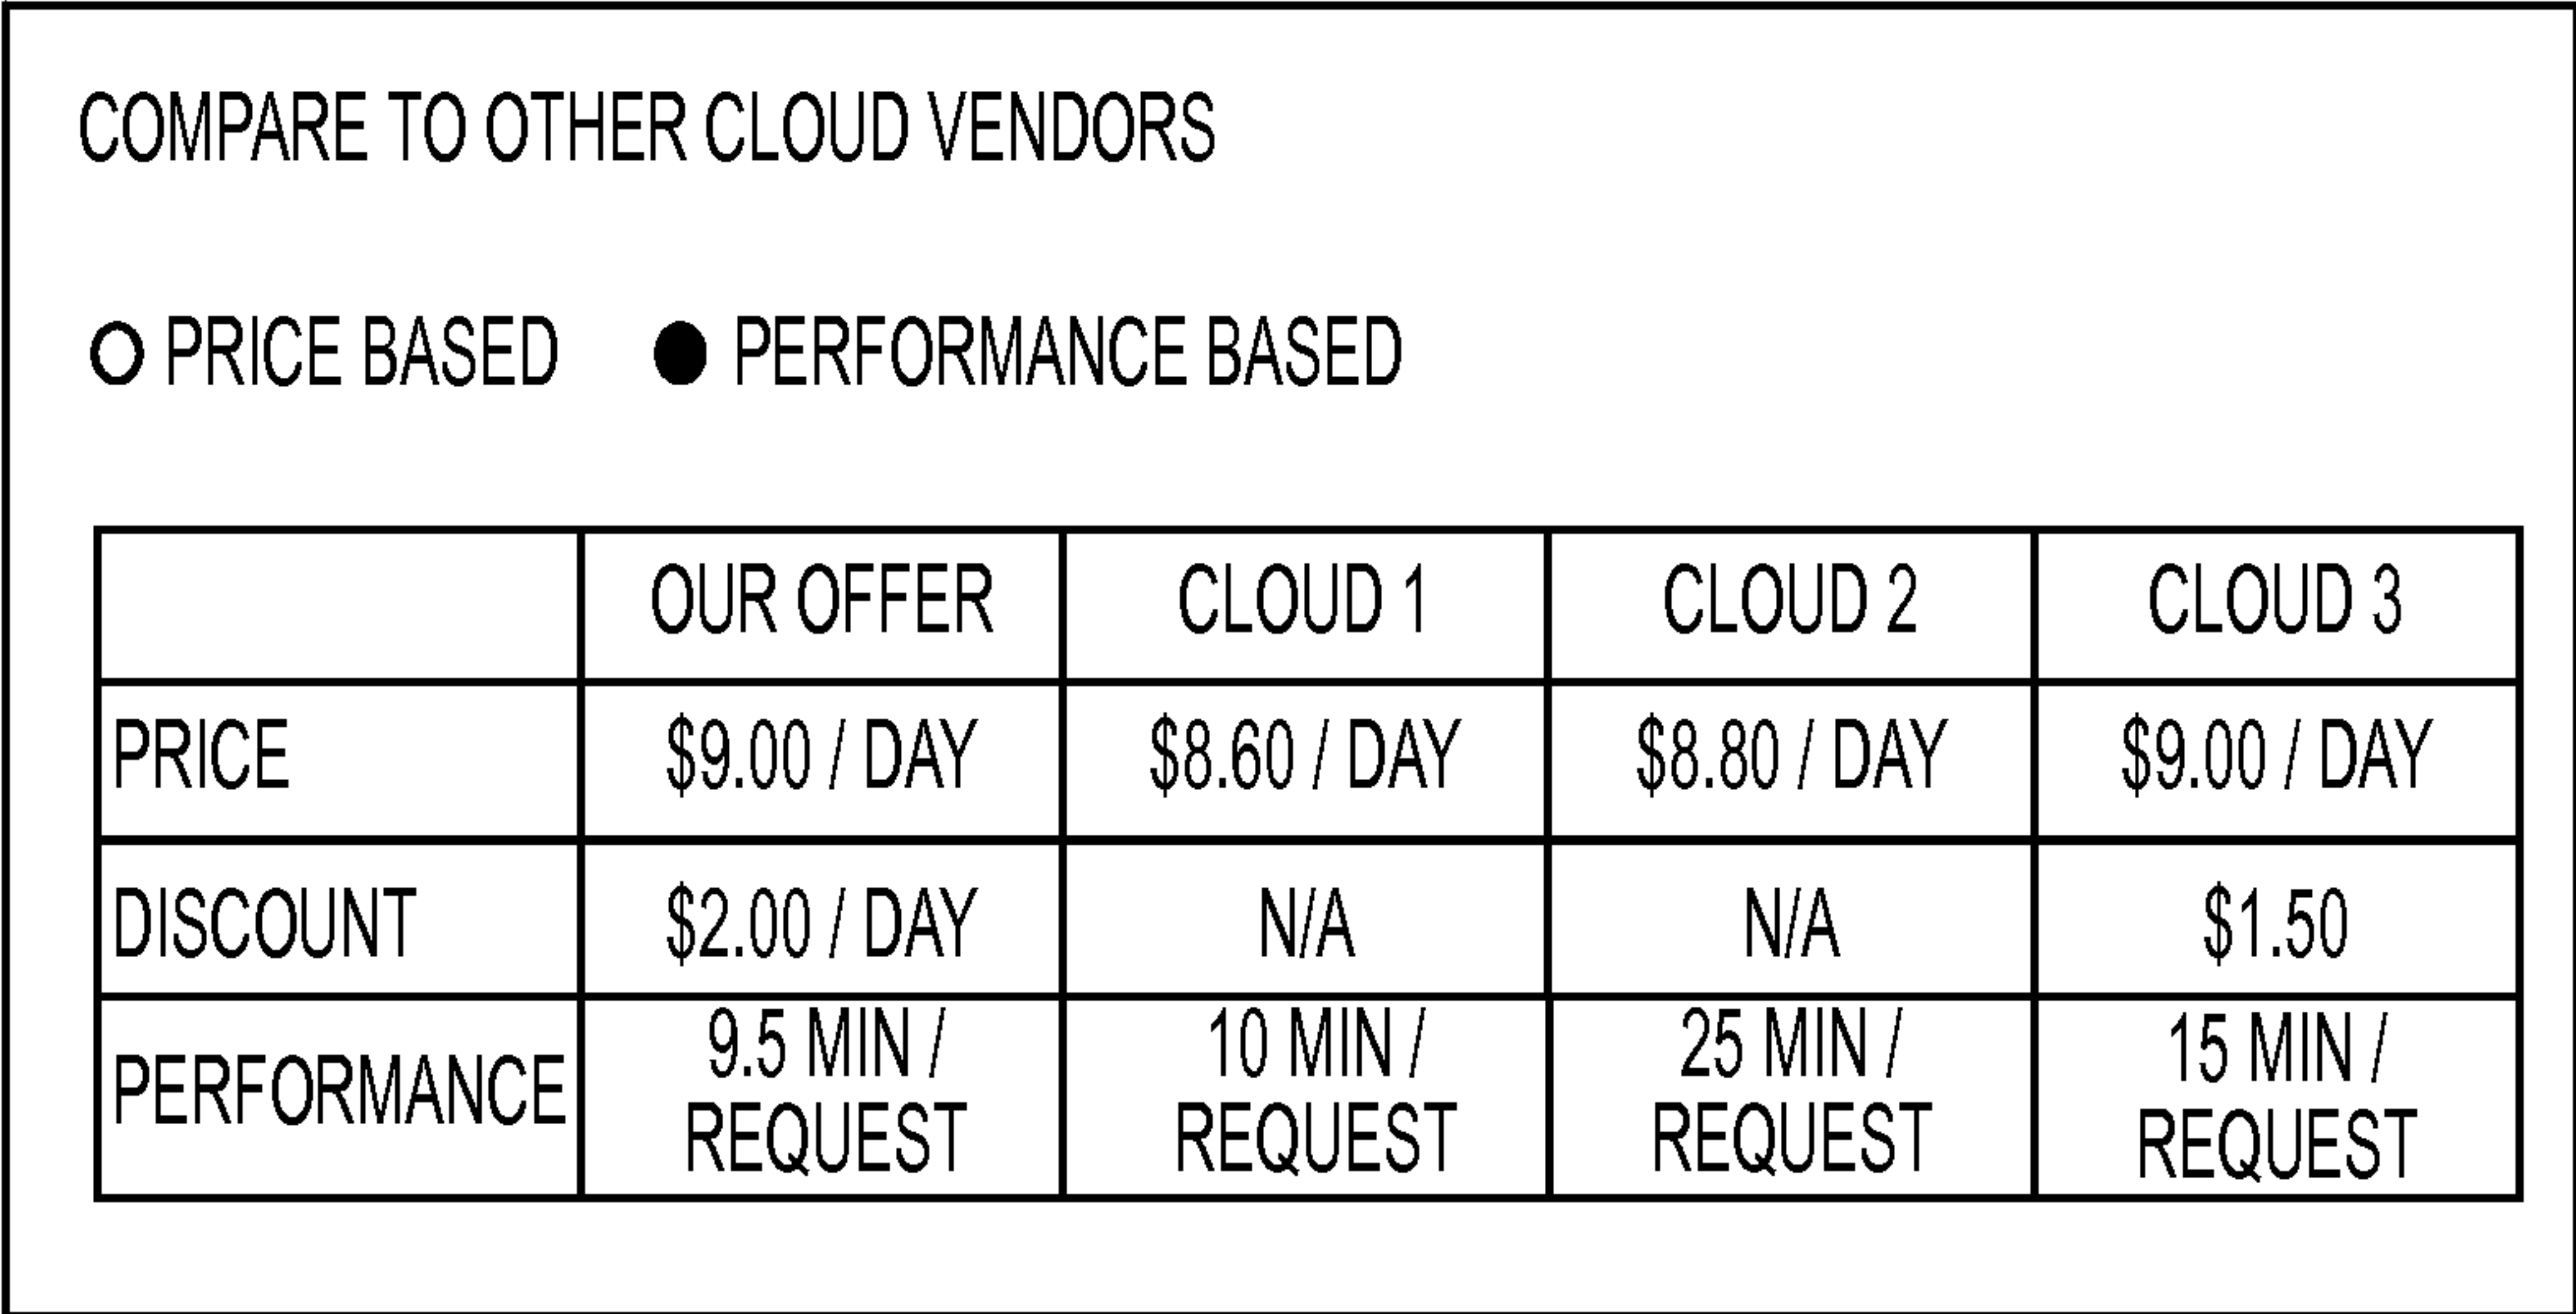 COMPARE TO OTHER CLOUD VENDORS
PRICE BASED PERFORMANCE BASED
OUR OFFER CLOUD 1 CLOUD 2 CLOUD 3
PRICE $9.00 / DAY $8.60 / DAY $8.80 / DAY $9.00 / DAY
DISCOUNT $2.00 / DAY N/A N/A $1.50
PERFORMANCE 9.5 MIN / 10 MIN / 25 MIN / 15 MIN /
REQUEST REQUEST REQUEST REQUEST